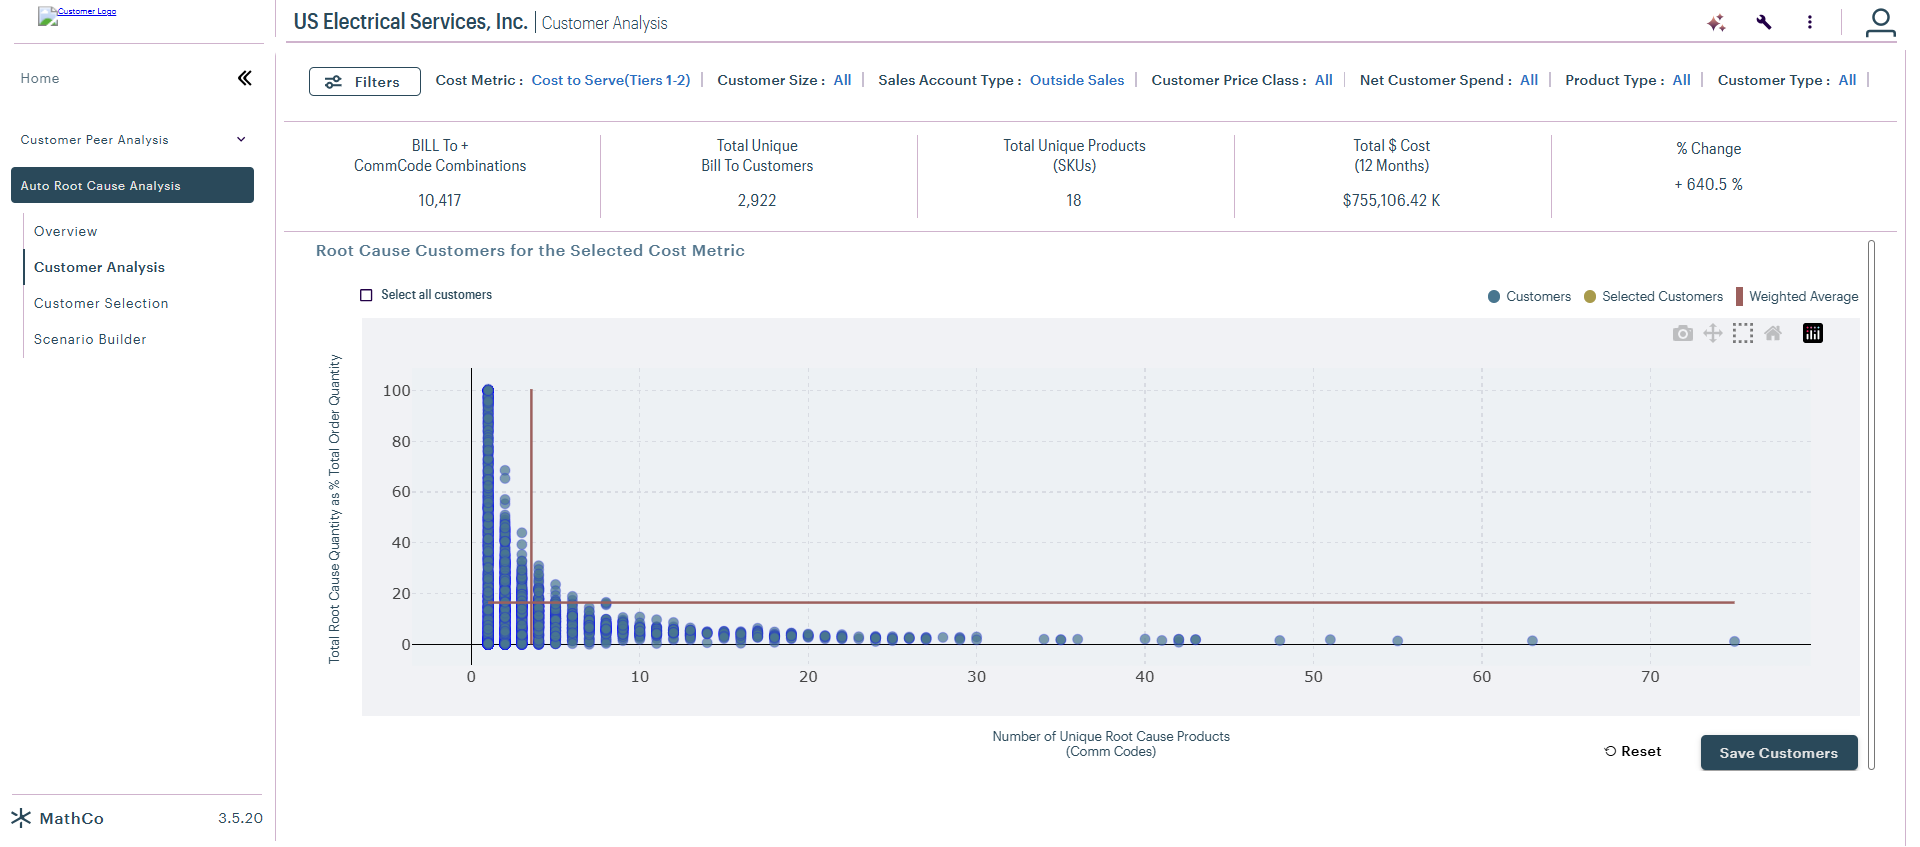 Customer Logo
US Electrical Services, Inc. | Customer Analysis
Home
Filters
Cost Metric : Cost to Serve(Tiers 1-2) | Customer Size : All | Sales Account Type : Outside Sales | Customer Price Class : All | Net Customer Spend : All | Product Type : All | Customer Type : All |
Customer Peer Analysis
Auto Root Cause Analysis
Overview
Customer Analysis
Customer Selection
Scenario Builder
BILL To +
CommCode Combinations
10,417
Total Unique
Bill To Customers
2,922
Total Unique Products
(SKUs)
18
Total $ Cost
(12 Months)
$755,106.42 K
% Change
+ 640.5 %
Root Cause Customers for the Selected Cost Metric
Select all customers
Customers
Selected Customers
Weighted Average
Total Root Cause Quantity as % Total Order Quantity
100
80
60
40
20
0
0 10 20 30 40 50 60 70
Number of Unique Root Cause Products
(Comm Codes)
Reset
Save Customers
MathCo
3.5.20